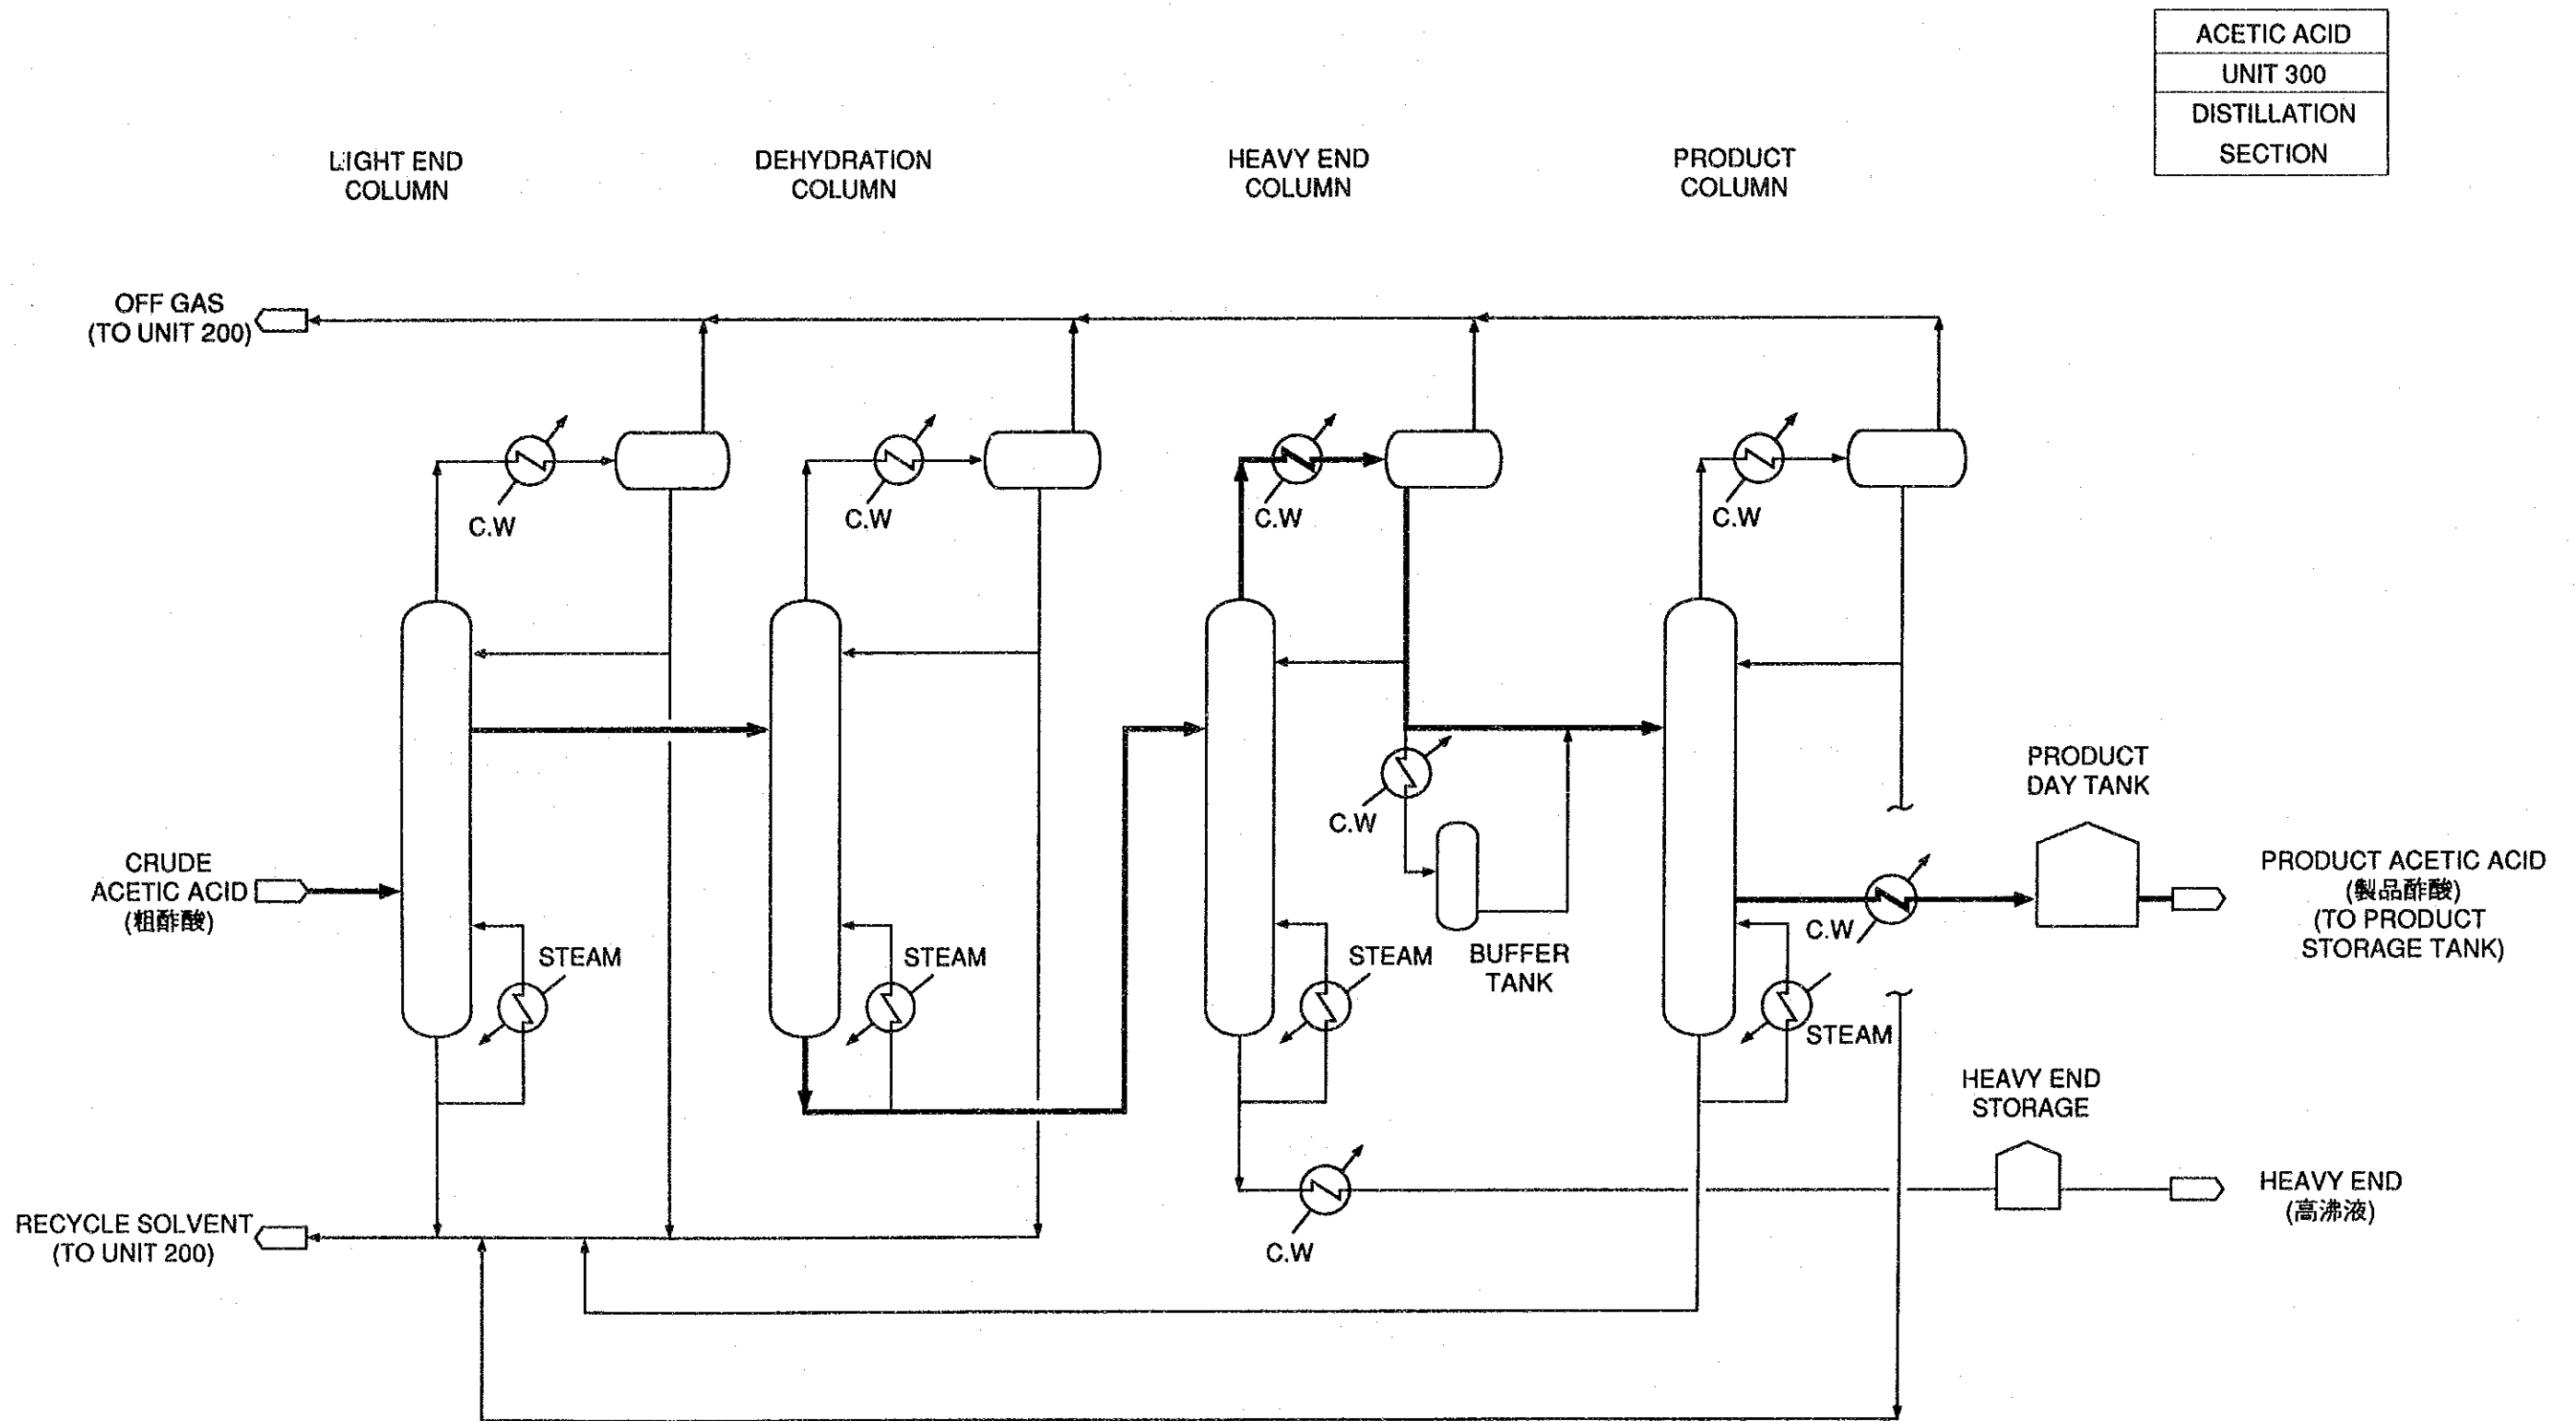 ACETIC ACID
UNIT 300
DISTILLATION
SECTION
LIGHT END
COLUMN
DEHYDRATION
COLUMN
HEAVY END
COLUMN
PRODUCT
COLUMN
OFF GAS
(TO UNIT 200)
C.W
C.W
C.W
C.W
PRODUCT
DAY TANK
C.W
CRUDE
ACETIC ACID
(粗酢酸)
PRODUCT ACETIC ACID
(製品酢酸)
(TO PRODUCT
STORAGE TANK)
C.W
STEAM
STEAM
STEAM
BUFFER
TANK
STEAM
HEAVY END
STORAGE
RECYCLE SOLVENT
(TO UNIT 200)
C.W
HEAVY END
(高沸液)